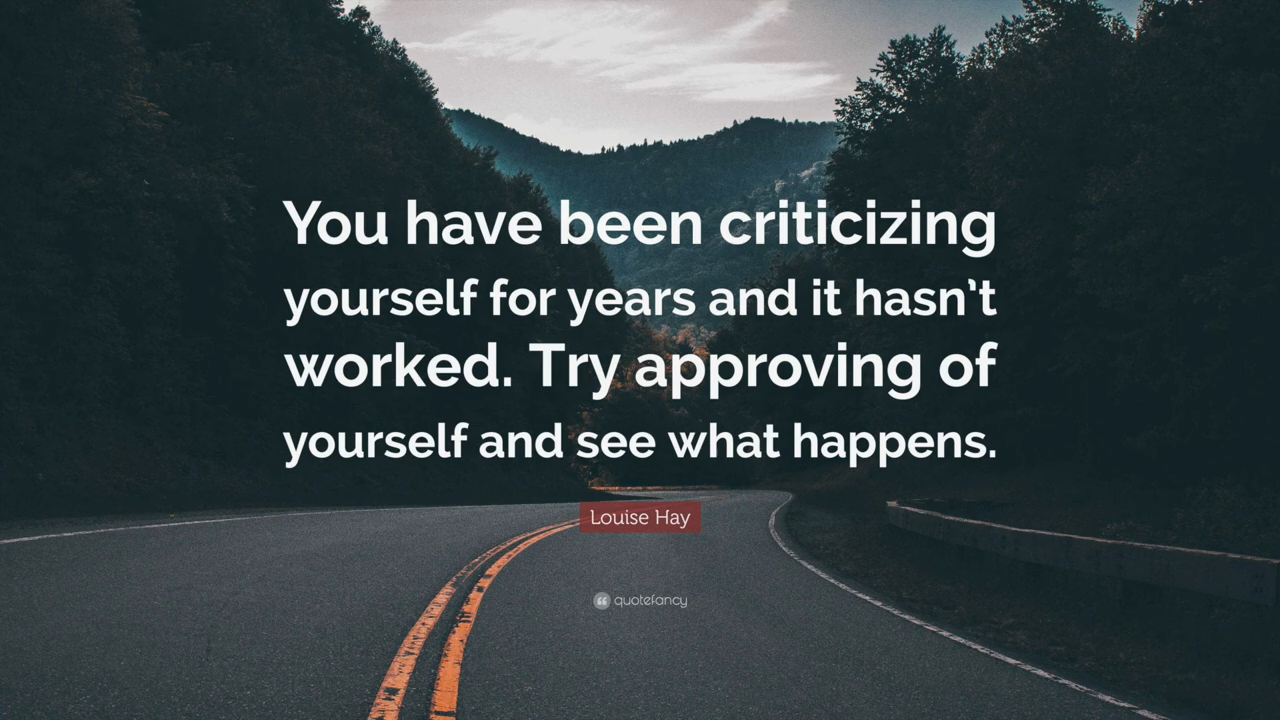 You have been criticizing
yourself for years and it hasn’t
worked. Try approving of
yourself and see what happens.
Louise Hay
quotefancy